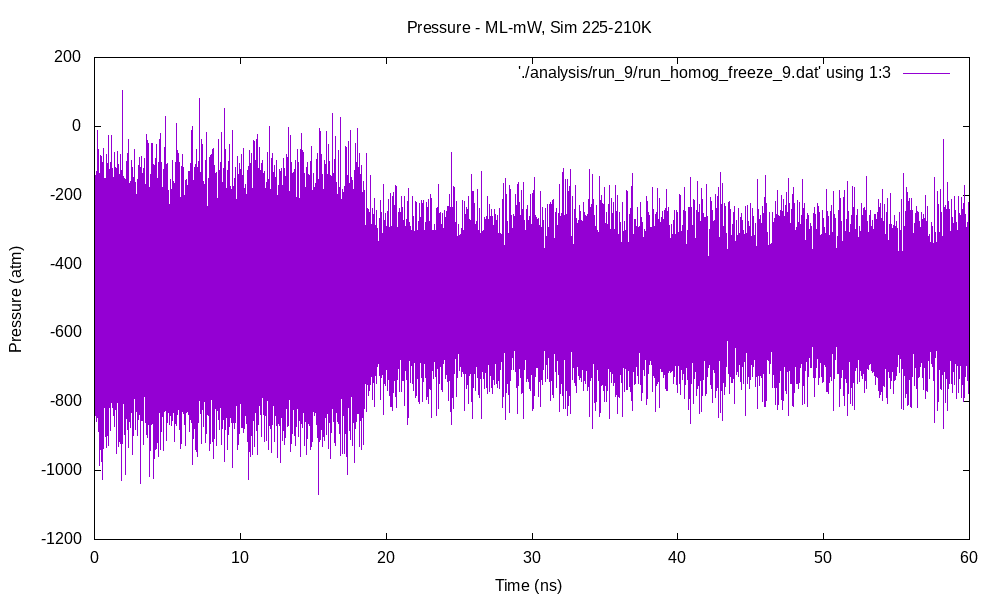 Pressure - ML-mW, Sim 225-210K
'./analysis/run_9/run_homog_freeze_9.dat' using 1:3
200
0
-200
-400
-600
-800
-1000
-1200
Pressure (atm)
0 10 20 30 40 50 60
Time (ns)